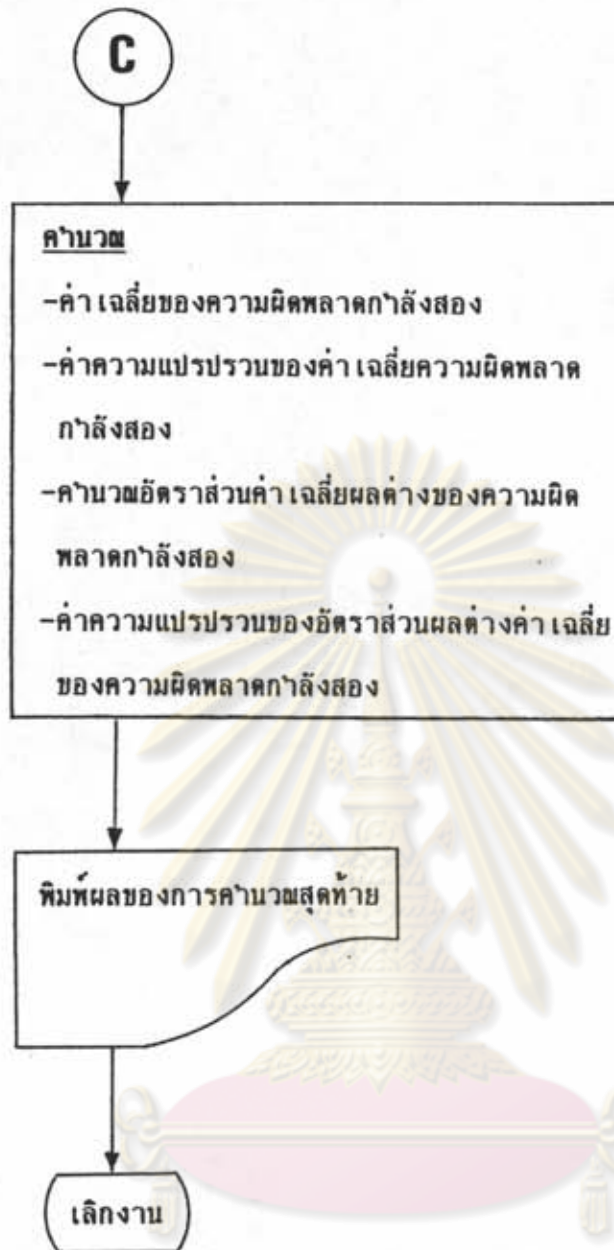 C
คำนวณ
-ค่าเฉลี่ยของความผิดพลาดกำลังสอง
-ค่าความแปรปรวนของค่าเฉลี่ยความผิดพลาด
กำลังสอง
-คำนวณอัตราส่วนค่าเฉลี่ยผลต่างของความผิด
พลาดกำลังสอง
-ค่าความแปรปรวนของอัตราส่วนผลต่างค่าเฉลี่ย
ของความผิดพลาดกำลังสอง
พิมพ์ผลของการคำนวณสุดท้าย
เลิกงาน